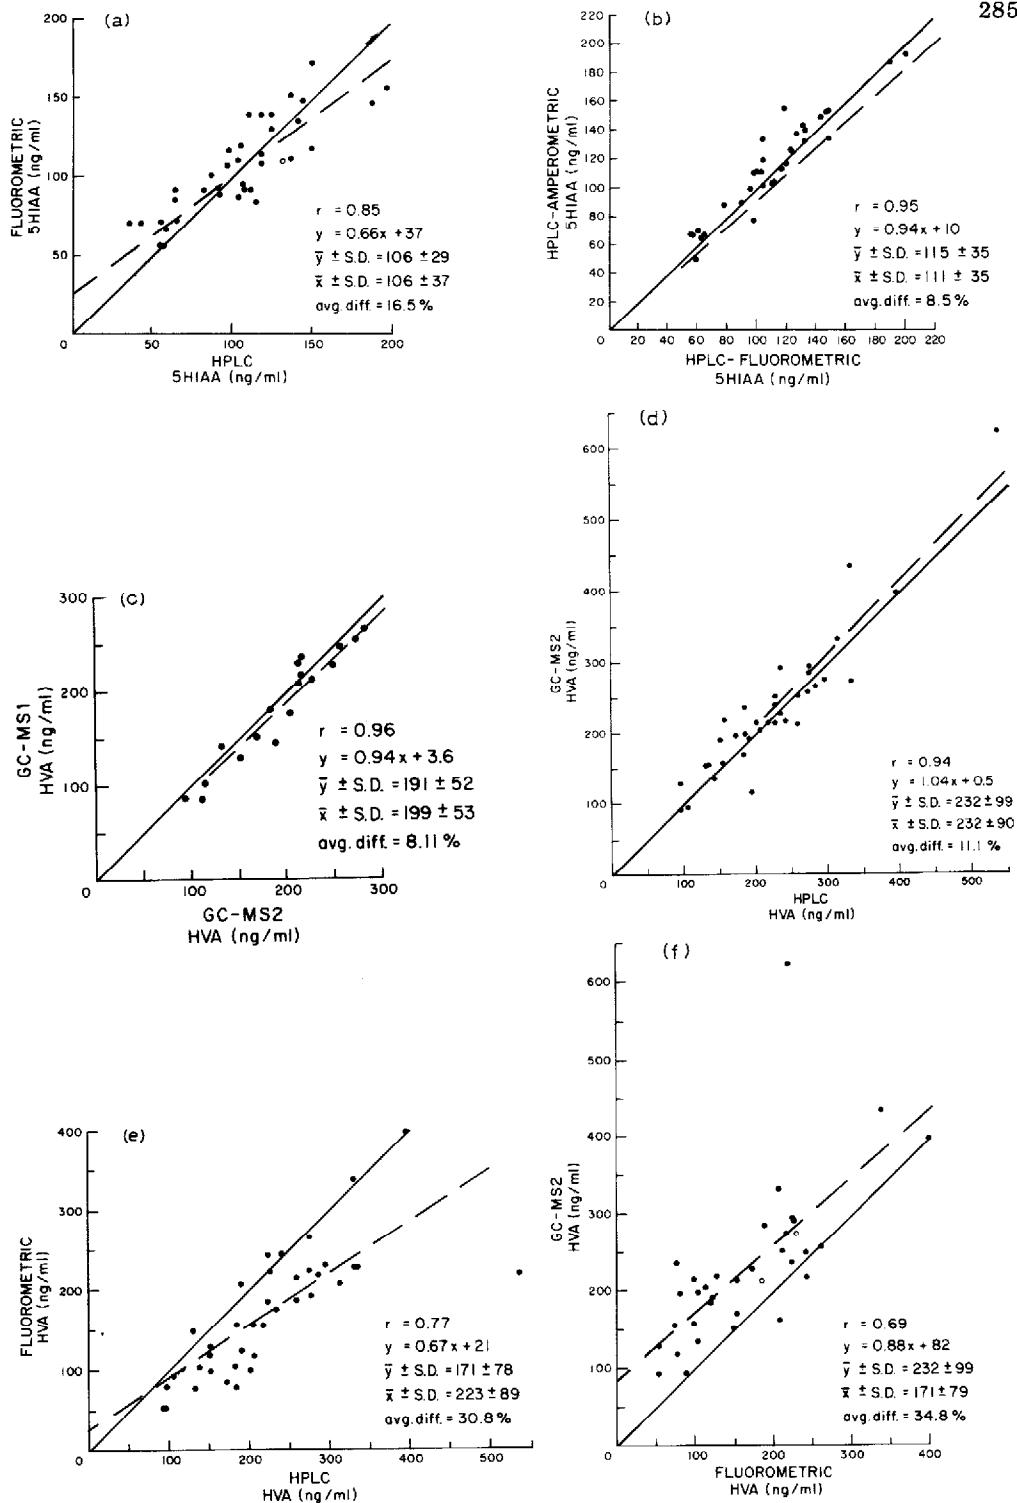 285
(a)
200
150
100
50
0
50
100
150
200
FLUOROMETRIC
5HIAA (ng/ml)
HPLC
5HIAA (ng/ml)
r = 0.85
y = 0.66x + 37
y̅ ± S.D. = 106 ± 29
x̅ ± S.D. = 106 ± 37
avg. diff. = 16.5 %
(b)
220
200
180
160
140
120
100
80
60
40
20
0
20 40 60 80 100 120 140 160 180 200 220
HPLC-AMPEROMETRIC
5HIAA (ng/ml)
HPLC-FLUOROMETRIC
5HIAA (ng/ml)
r = 0.95
y = 0.94x + 10
y̅ ± S.D. = 115 ± 35
x̅ ± S.D. = 111 ± 35
avg. diff. = 8.5 %
(c)
300
200
100
0
100
200
300
GC-MS1
HVA (ng/ml)
GC-MS2
HVA (ng/ml)
r = 0.96
y = 0.94x + 3.6
y̅ ± S.D. = 191 ± 52
x̅ ± S.D. = 199 ± 53
avg. diff. = 8.11 %
(d)
600
500
400
300
200
100
0
100
200
300
400
500
GC-MS2
HVA (ng/ml)
HPLC
HVA (ng/ml)
r = 0.94
y = 1.04x + 0.5
y̅ ± S.D. = 232 ± 99
x̅ ± S.D. = 232 ± 90
avg. diff. = 11.1 %
(e)
400
300
200
100
0
100
200
300
400
500
FLUOROMETRIC
HVA (ng/ml)
HPLC
HVA (ng/ml)
r = 0.77
y = 0.67x + 21
y̅ ± S.D. = 171 ± 78
x̅ ± S.D. = 223 ± 89
avg. diff. = 30.8 %
(f)
600
500
400
300
200
100
0
100
200
300
400
GC-MS2
HVA (ng/ml)
FLUOROMETRIC
HVA (ng/ml)
r = 0.69
y = 0.88x + 82
y̅ ± S.D. = 232 ± 99
x̅ ± S.D. = 171 ± 79
avg. diff. = 34.8 %